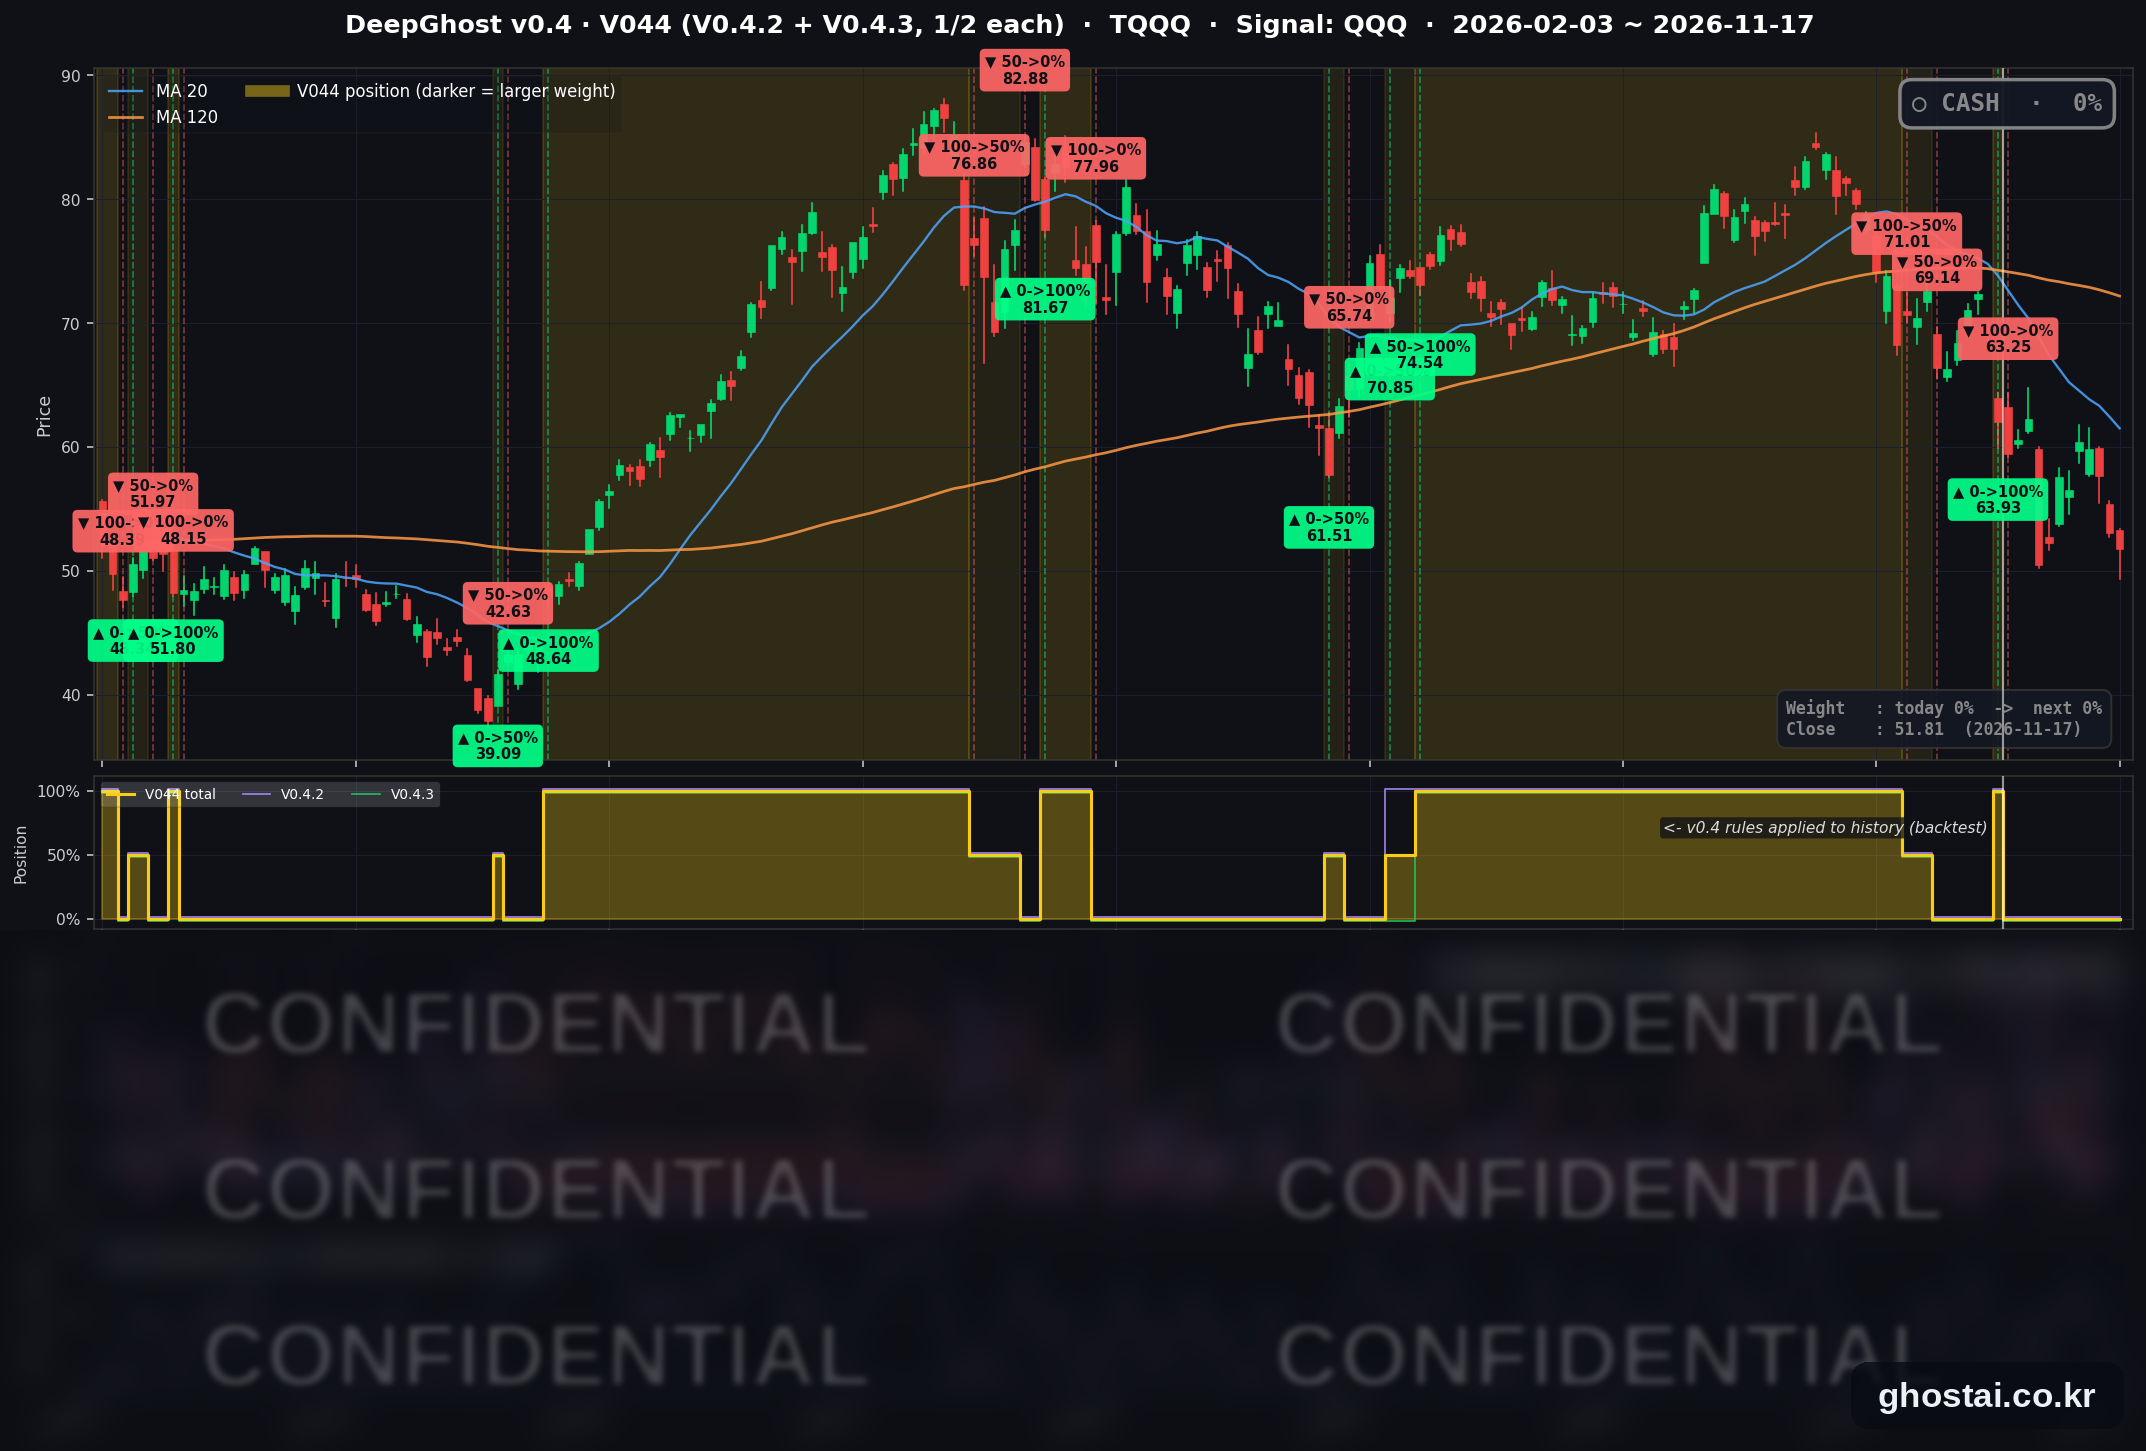 DeepGhost v0.4 · V044 (V0.4.2 + V0.4.3, 1/2 each) · TQQQ · Signal: QQQ · 2026-02-03 ~ 2026-11-17
MA 20
MA 120
V044 position (darker = larger weight)
○ CASH · 0%
Price
90
80
70
60
50
40
▼ 50->0%
82.88
▼ 100->50%
76.86
▼ 100->0%
77.96
▲ 0->100%
81.67
▼ 50->0%
51.97
▼ 100-
48.39
▼ 100->0%
48.15
▲ 0-
48.3
▲ 0->100%
51.80
▼ 50->0%
42.63
▲ 0->100%
48.64
▲ 0->50%
39.09
▼ 50->0%
65.74
▲ 50->100%
74.54
▲
70.85
▲ 0->50%
61.51
▼ 100->50%
71.01
▼ 50->0%
69.14
▼ 100->0%
63.25
▲ 0->100%
63.93
Weight : today 0% -> next 0%
Close : 51.81 (2026-11-17)
Position
100%
50%
0%
V044 total
V0.4.2
V0.4.3
<- v0.4 rules applied to history (backtest)
CONFIDENTIAL CONFIDENTIAL
CONFIDENTIAL CONFIDENTIAL
CONFIDENTIAL CONFIDENTIAL
ghostai.co.kr